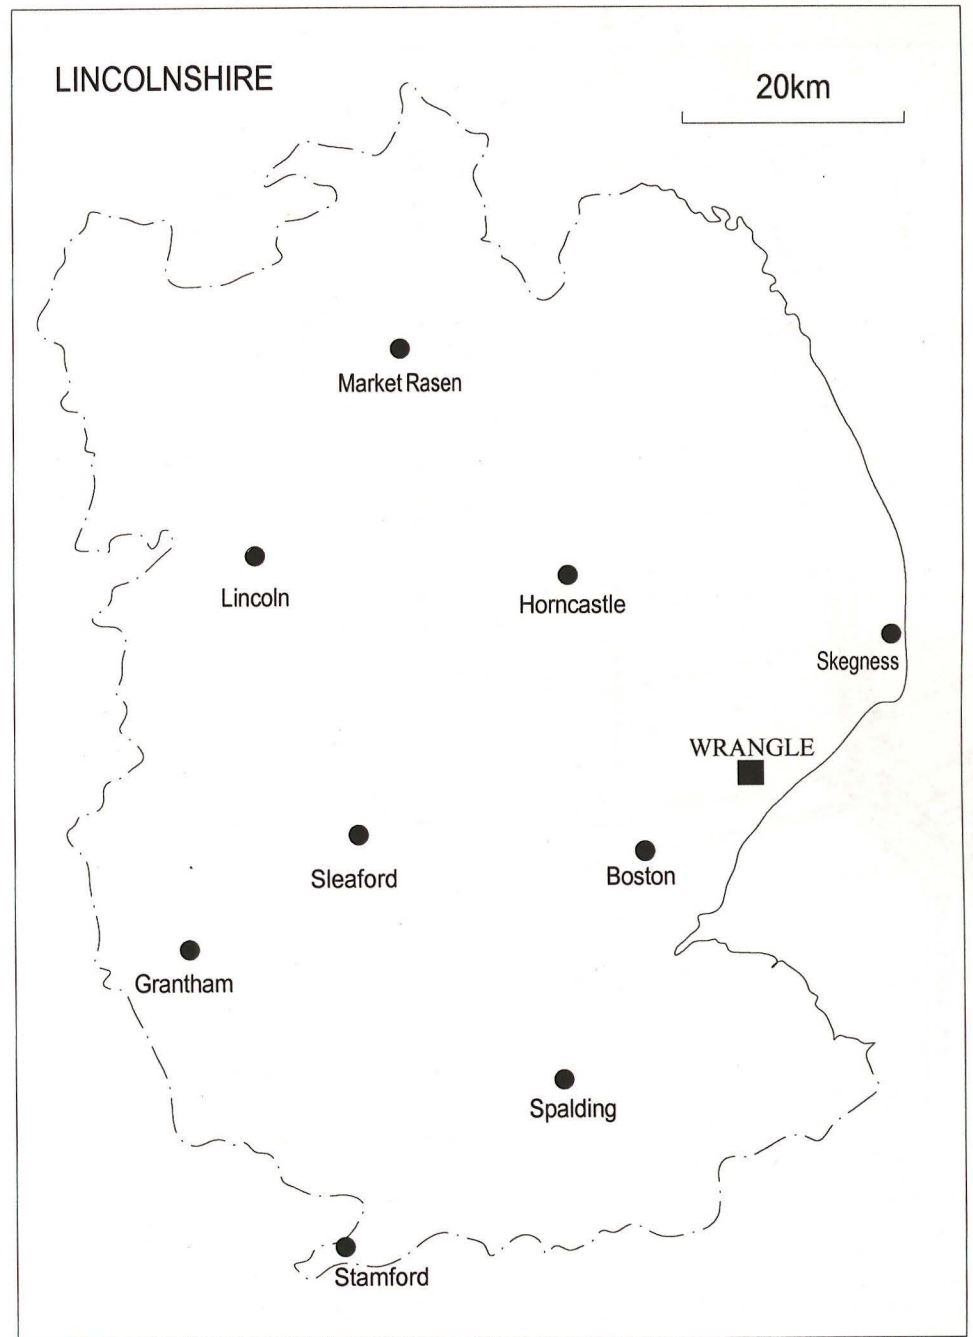 LINCOLNSHIRE
20km
Market Rasen
Lincoln
Horncastle
Skegness
WRANGLE
Sleaford
Boston
Grantham
Spalding
Stamford